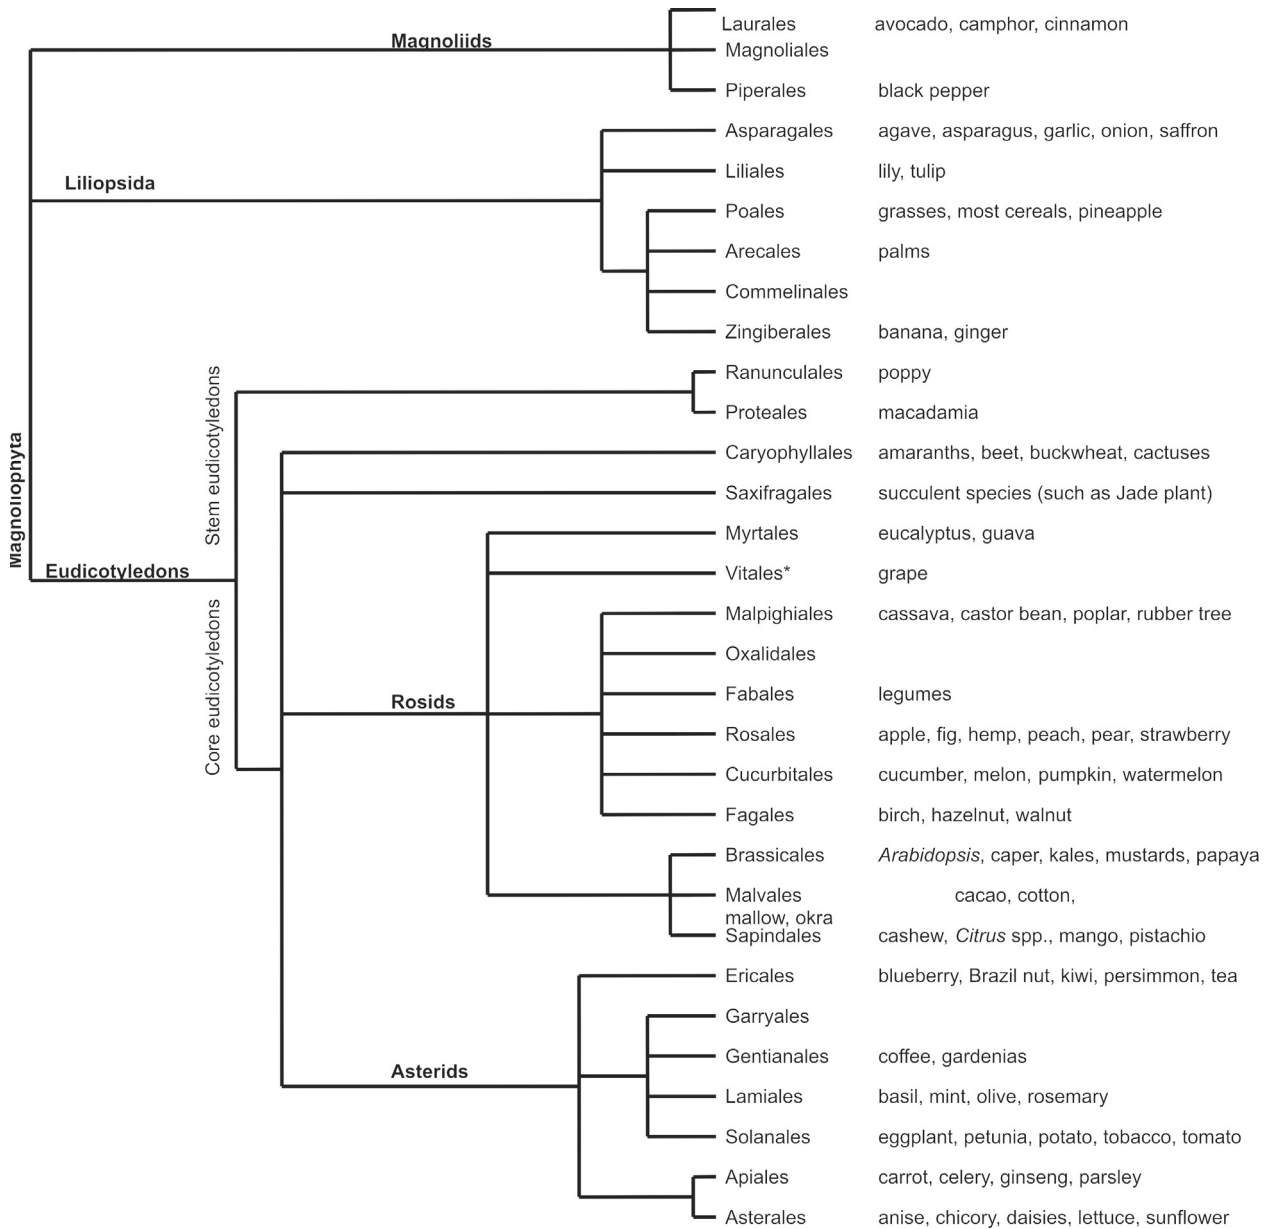 Laurales avocado, camphor, cinnamon
Magnoliids
Magnoliales
Piperales black pepper
Asparagales agave, asparagus, garlic, onion, saffron
Liliales lily, tulip
Liliopsida
Poales grasses, most cereals, pineapple
Arecales palms
Commelinales
Zingiberales banana, ginger
Ranunculales poppy
Proteales macadamia
Stem eudicotyledons
Caryophyllales amaranths, beet, buckwheat, cactuses
Magnoliophyta
Saxifragales succulent species (such as Jade plant)
Myrtales eucalyptus, guava
Eudicotyledons
Vitales* grape
Malpighiales cassava, castor bean, poplar, rubber tree
Oxalidales
Core eudicotyledons
Fabales legumes
Rosids
Rosales apple, fig, hemp, peach, pear, strawberry
Cucurbitales cucumber, melon, pumpkin, watermelon
Fagales birch, hazelnut, walnut
Brassicales Arabidopsis, caper, kales, mustards, papaya
Malvales cacao, cotton,
mallow, okra
Sapindales cashew, Citrus spp., mango, pistachio
Ericales blueberry, Brazil nut, kiwi, persimmon, tea
Garryales
Gentianales coffee, gardenias
Asterids
Lamiales basil, mint, olive, rosemary
Solanales eggplant, petunia, potato, tobacco, tomato
Apiales carrot, celery, ginseng, parsley
Asterales anise, chicory, daisies, lettuce, sunflower